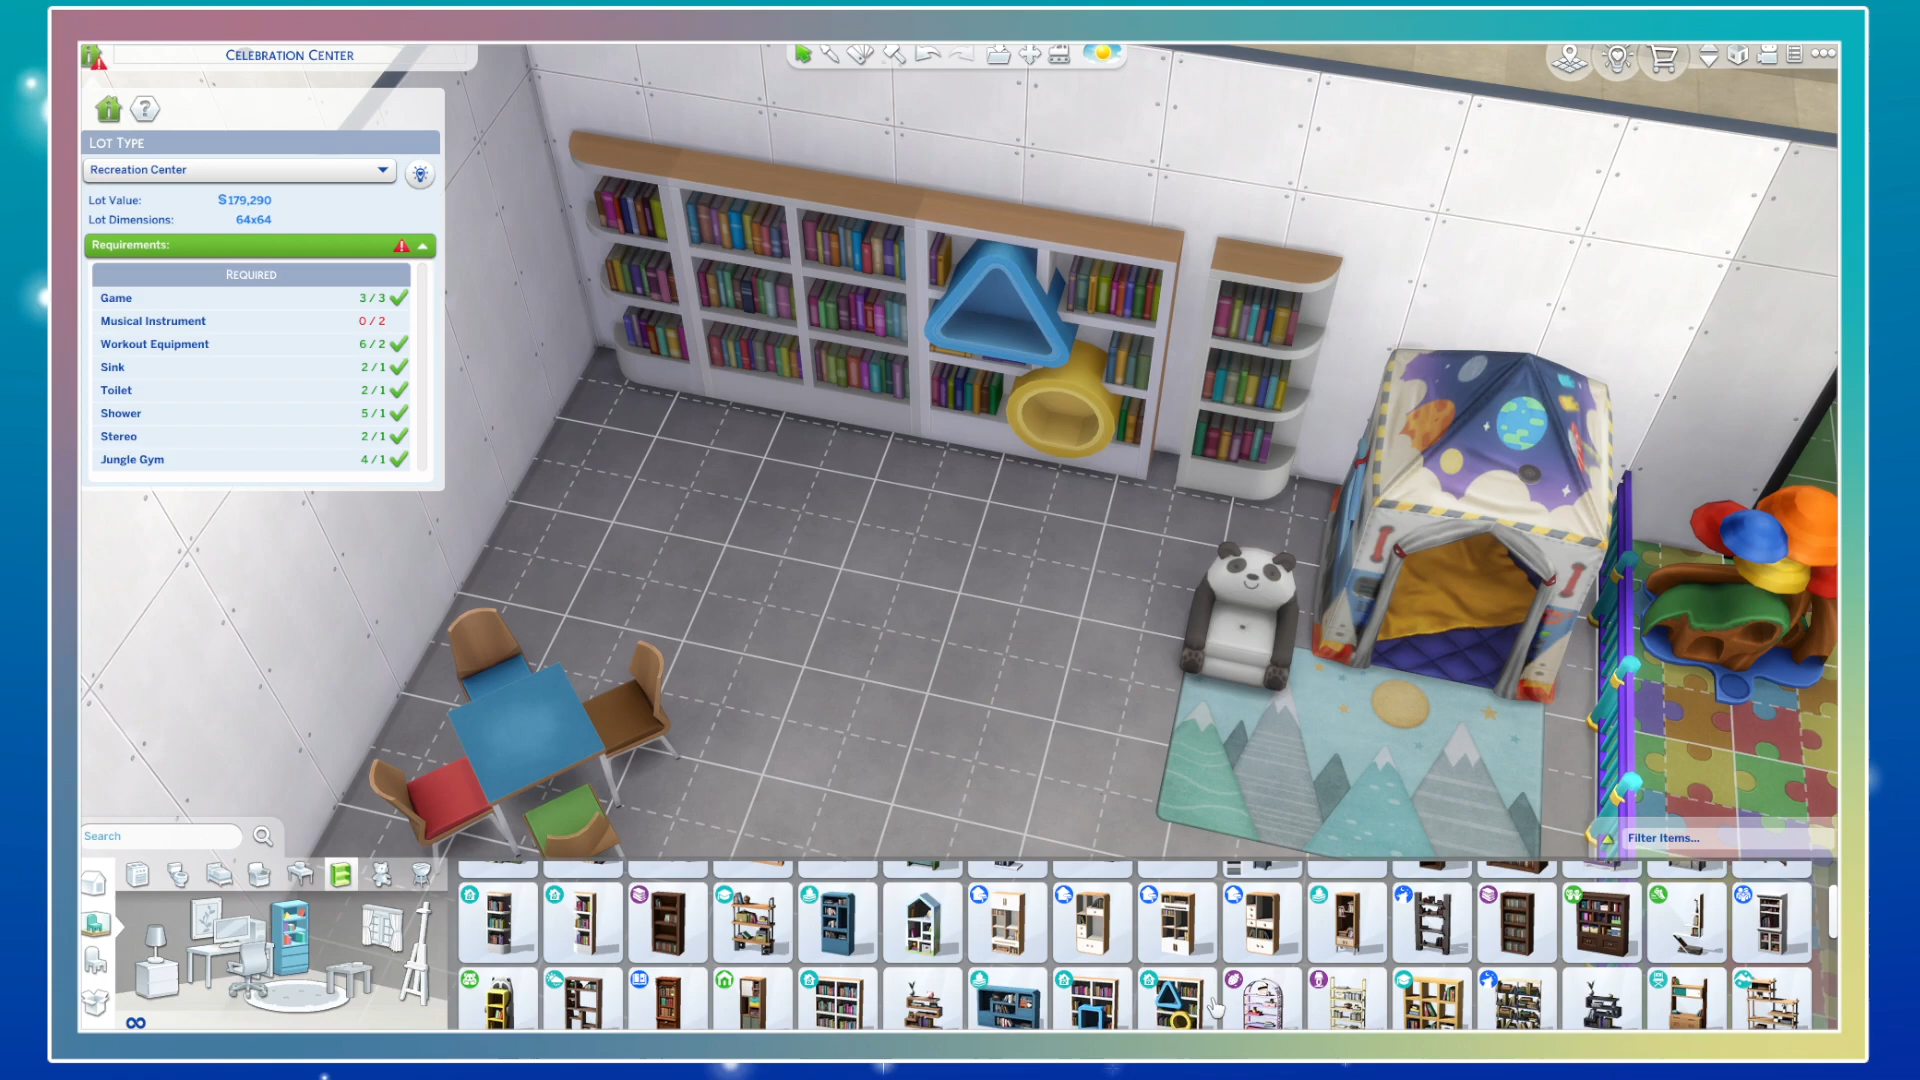 CELEBRATION CENTER
?
LOT TYPE
Recreation Center
Lot Value: §179,290
Lot Dimensions: 64x64
Requirements:
REQUIRED
Game 3 / 3
Musical Instrument 0 / 2
Workout Equipment 6 / 2
Sink 2 / 1
Toilet 2 / 1
Shower 5 / 1
Stereo 2 / 1
Jungle Gym 4 / 1
Search
Filter Items...